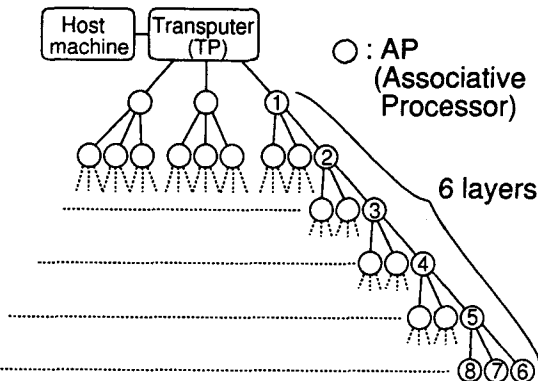 Host
machine
Transputer
(TP)
: AP
(Associative
Processor)
1
2
6 layers
3
4
5
8 7 6